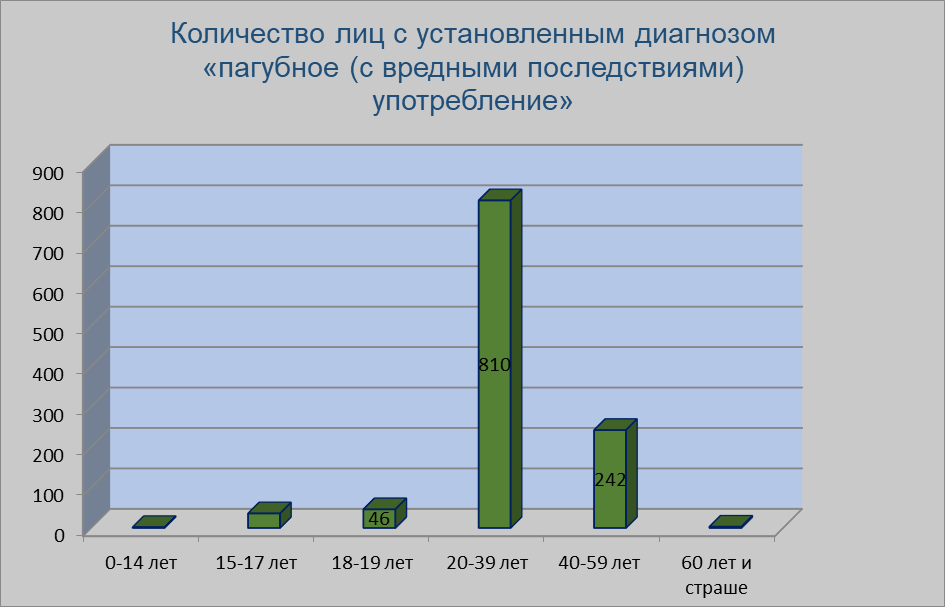 Количество лиц с установленным диагнозом
«пагубное (с вредными последствиями)
употребление»
900
800
700
600
500
400
300
200
100
0
810
242
46
0-14 лет
15-17 лет
18-19 лет
20-39 лет
40-59 лет
60 лет и
страше